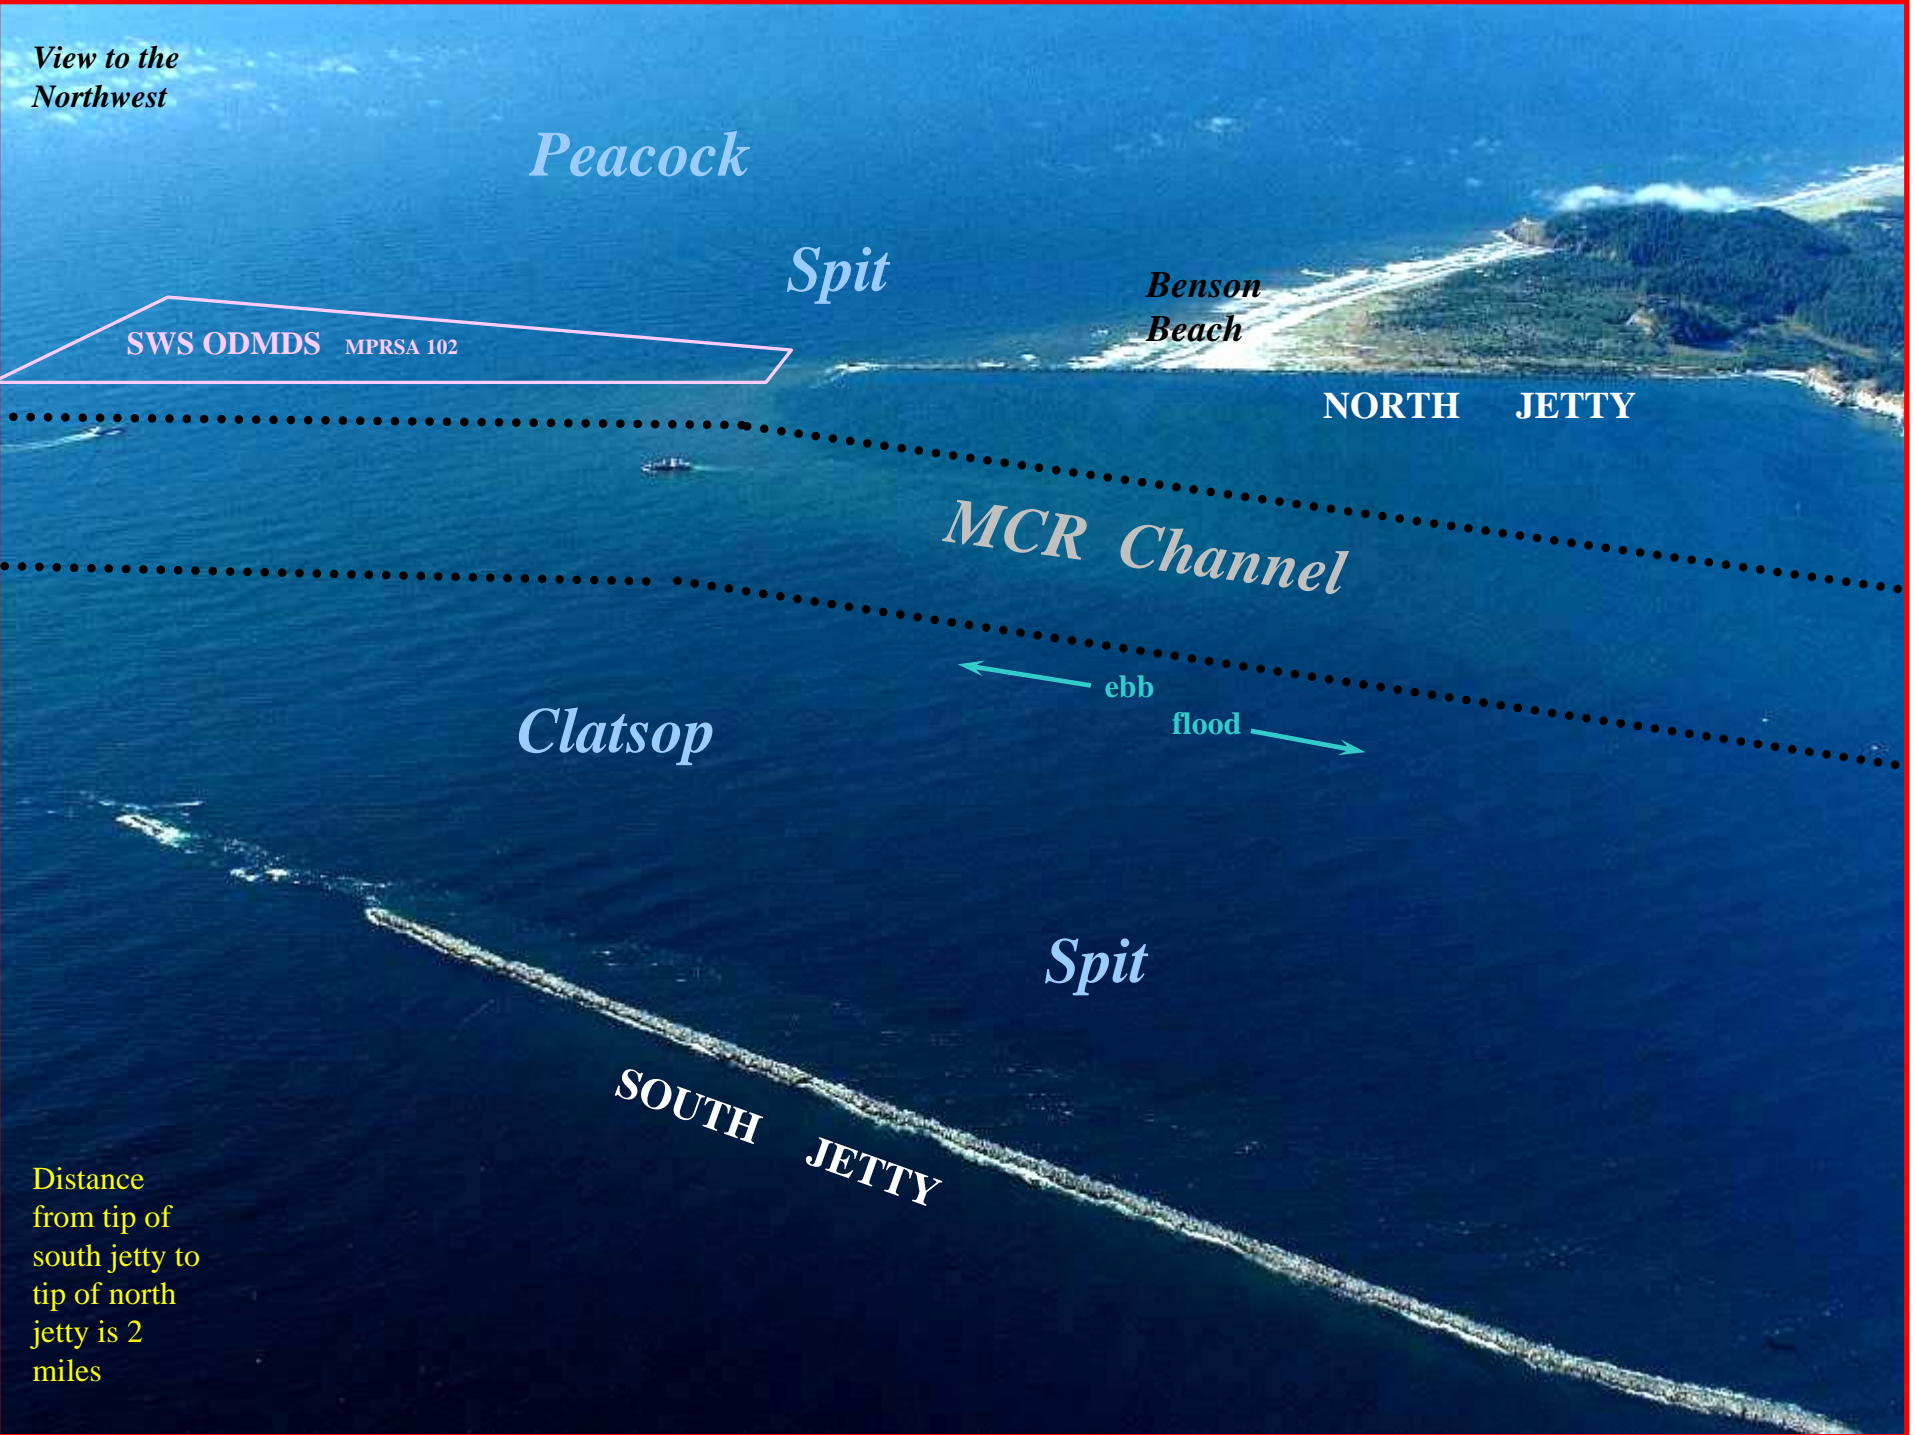 View to the
Northwest
Peacock
Spit
Benson
Beach
SWS ODMDS MPRSA 102
NORTH JETTY
MCR Channel
ebb
flood
Clatsop
Spit
SOUTH JETTY
Distance
from tip of
south jetty to
tip of north
jetty is 2
miles